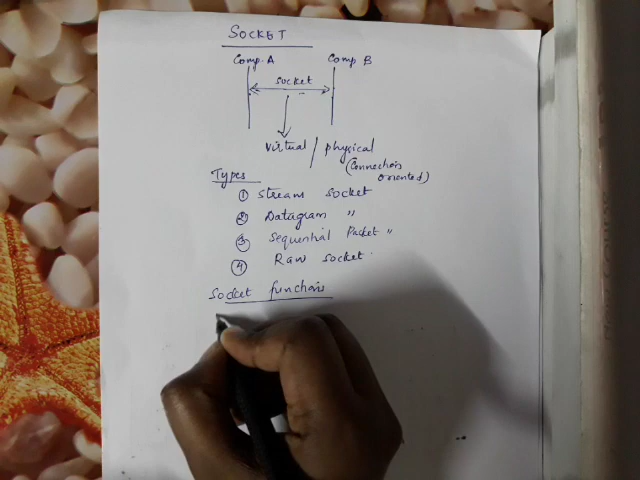 SOCKET
Comp. A Comp B
socket
virtual / physical
(Connection
oriented)
Types
① Stream socket
② Datagram "
③ Sequential Packet "
④ Raw socket
Socket functions